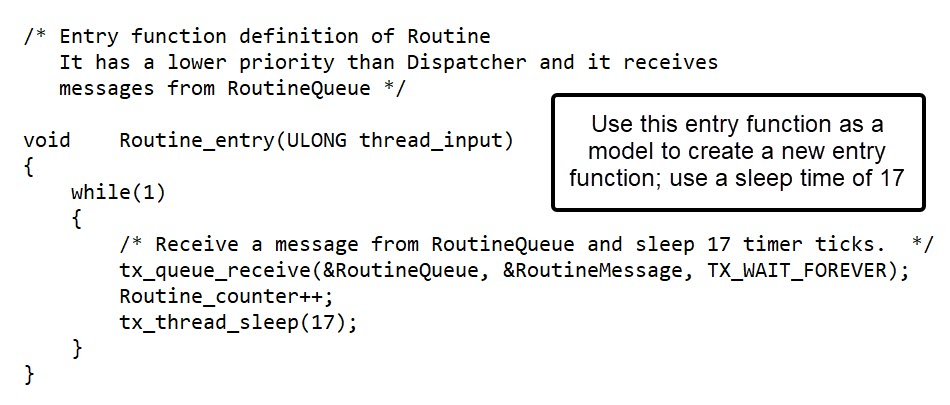 /* Entry function definition of Routine
   It has a lower priority than Dispatcher and it receives
   messages from RoutineQueue */
void    Routine_entry(ULONG thread_input)
{
    while(1)
    {
        /* Receive a message from RoutineQueue and sleep 17 timer ticks.  */
        tx_queue_receive(&RoutineQueue, &RoutineMessage, TX_WAIT_FOREVER);
        Routine_counter++;
        tx_thread_sleep(17);
    }
}
Use this entry function as a
model to create a new entry
function; use a sleep time of 17